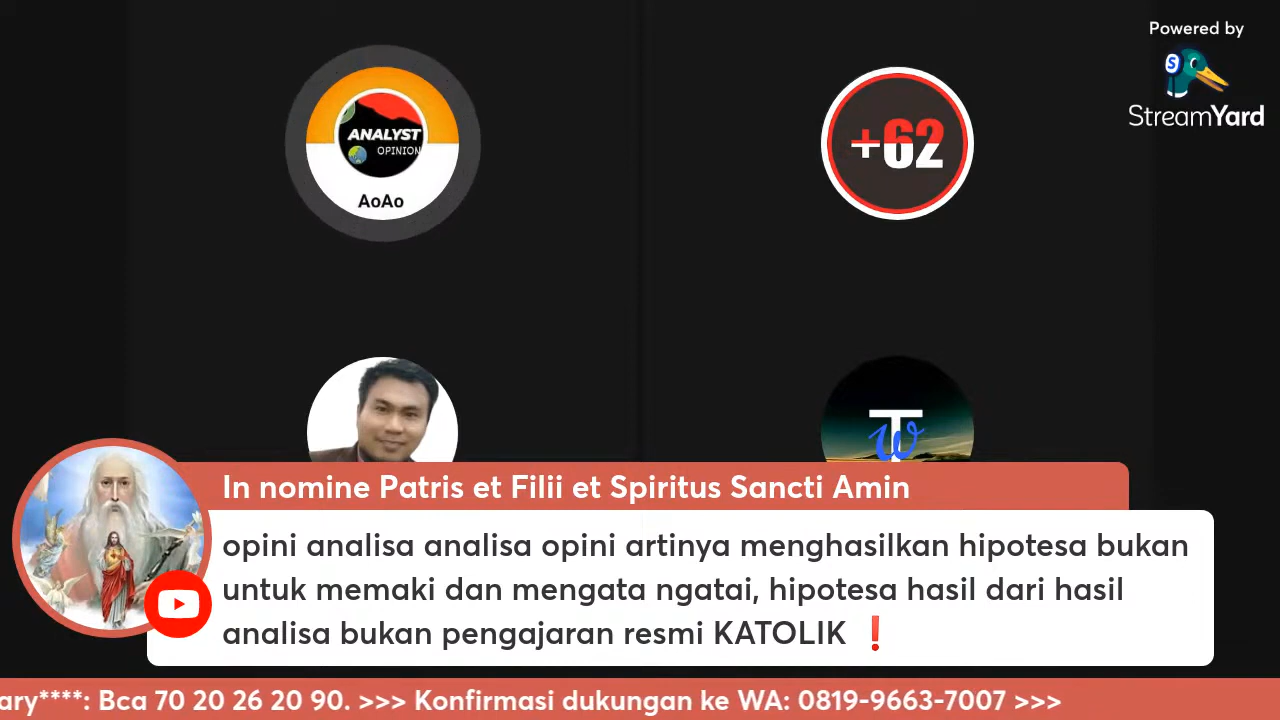 Powered by
StreamYard
ANALYST
OPINION
AoAo
+62
In nomine Patris et Filii et Spiritus Sancti Amin
opini analisa analisa opini artinya menghasilkan hipotesa bukan
untuk memaki dan mengata ngatai, hipotesa hasil dari hasil
analisa bukan pengajaran resmi KATOLIK ❗
ary****: Bca 70 20 26 20 90. >>> Konfirmasi dukungan ke WA: 0819-9663-7007 >>>